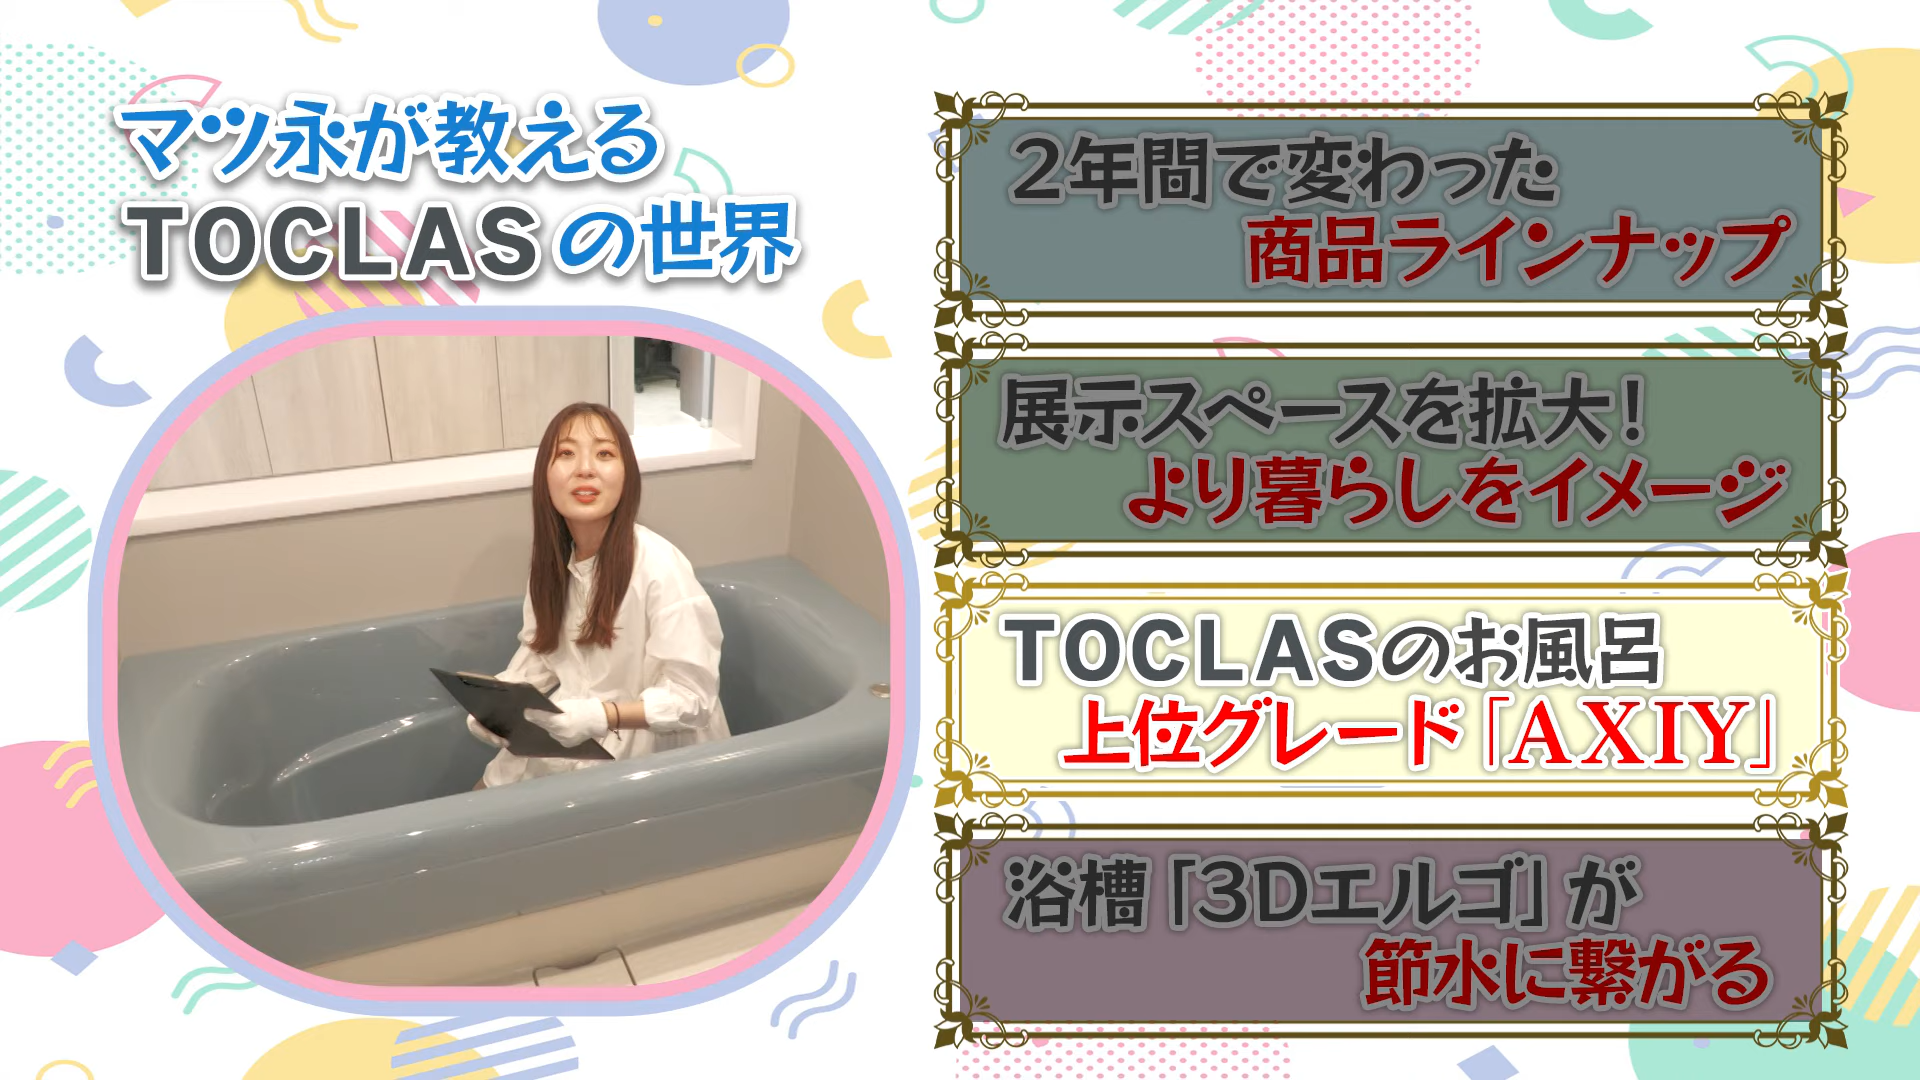 マツ永が教える
TOCLASの世界
2年間で変わった
商品ラインナップ
展示スペースを拡大！
より暮らしをイメージ
TOCLASのお風呂
上位グレード「AXIY」
浴槽「3Dエルゴ」が
節水に繋がる